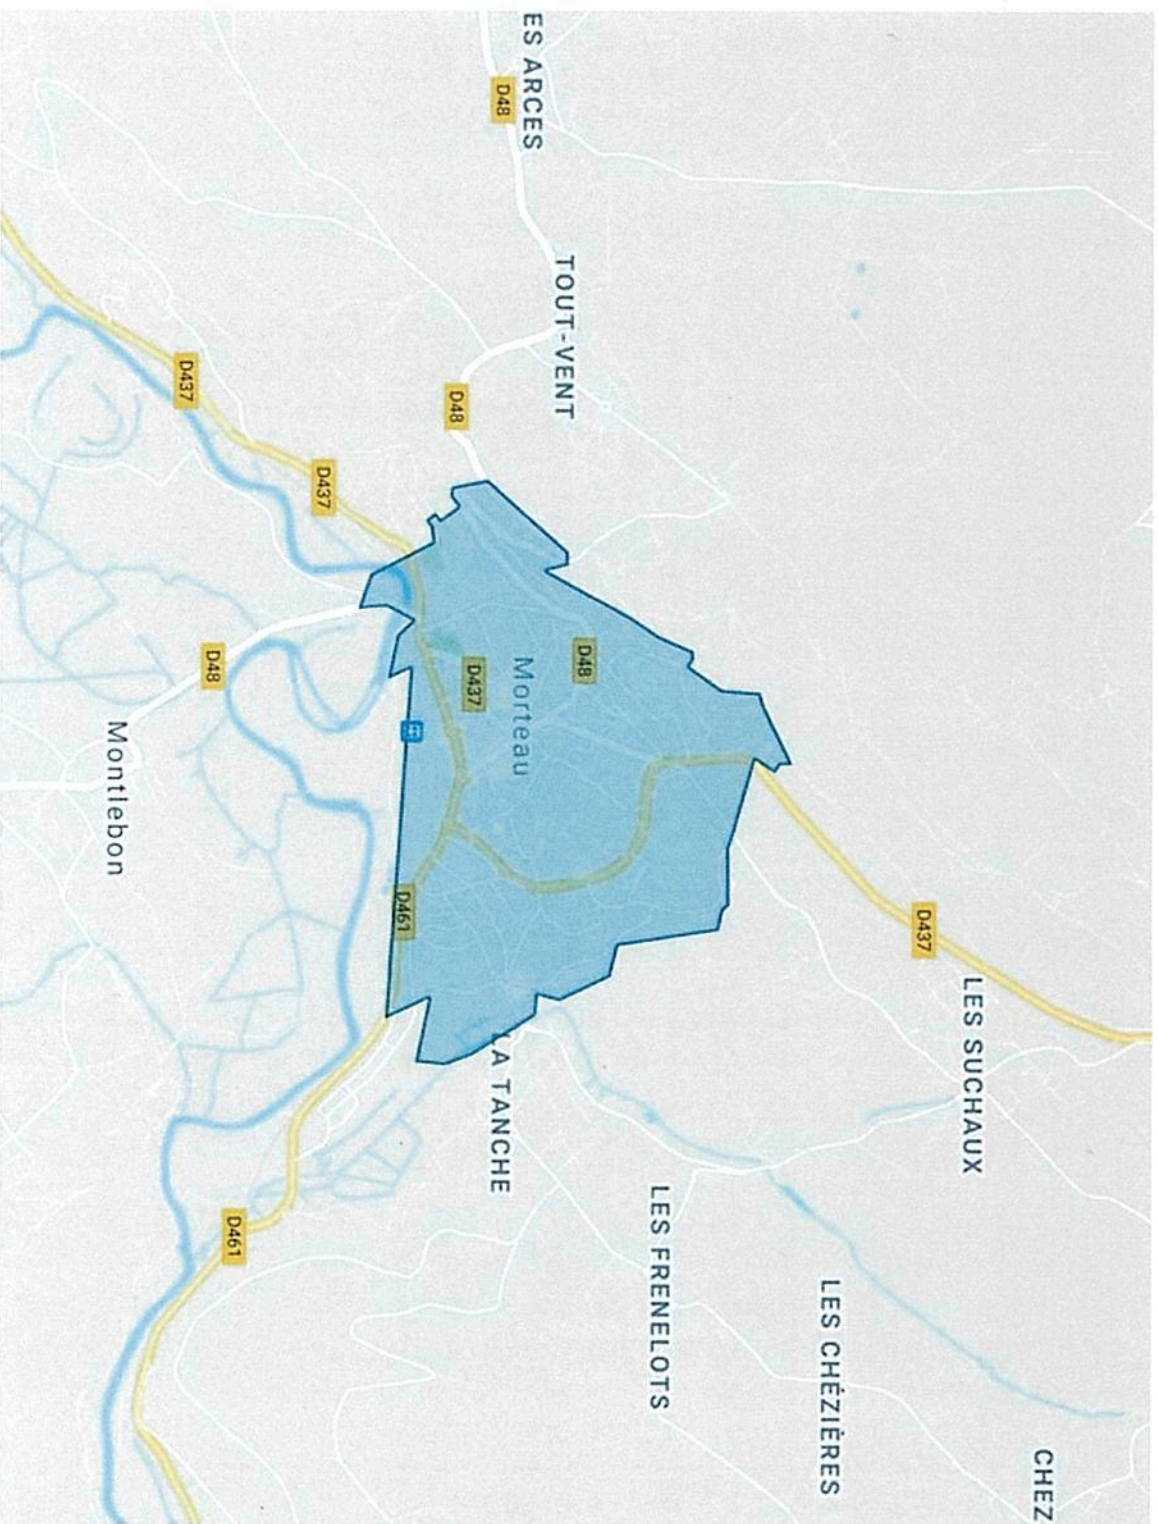 ES ARCES
D48
TOUT-VENT
D48
D437
D437
D48
D437
Morteau
D48
Montlebon
D461
D437
LES SUCHAUX
LA TANCHE
LES FRENELOTS
D461
LES CHÉZIÈRES
CHEZ